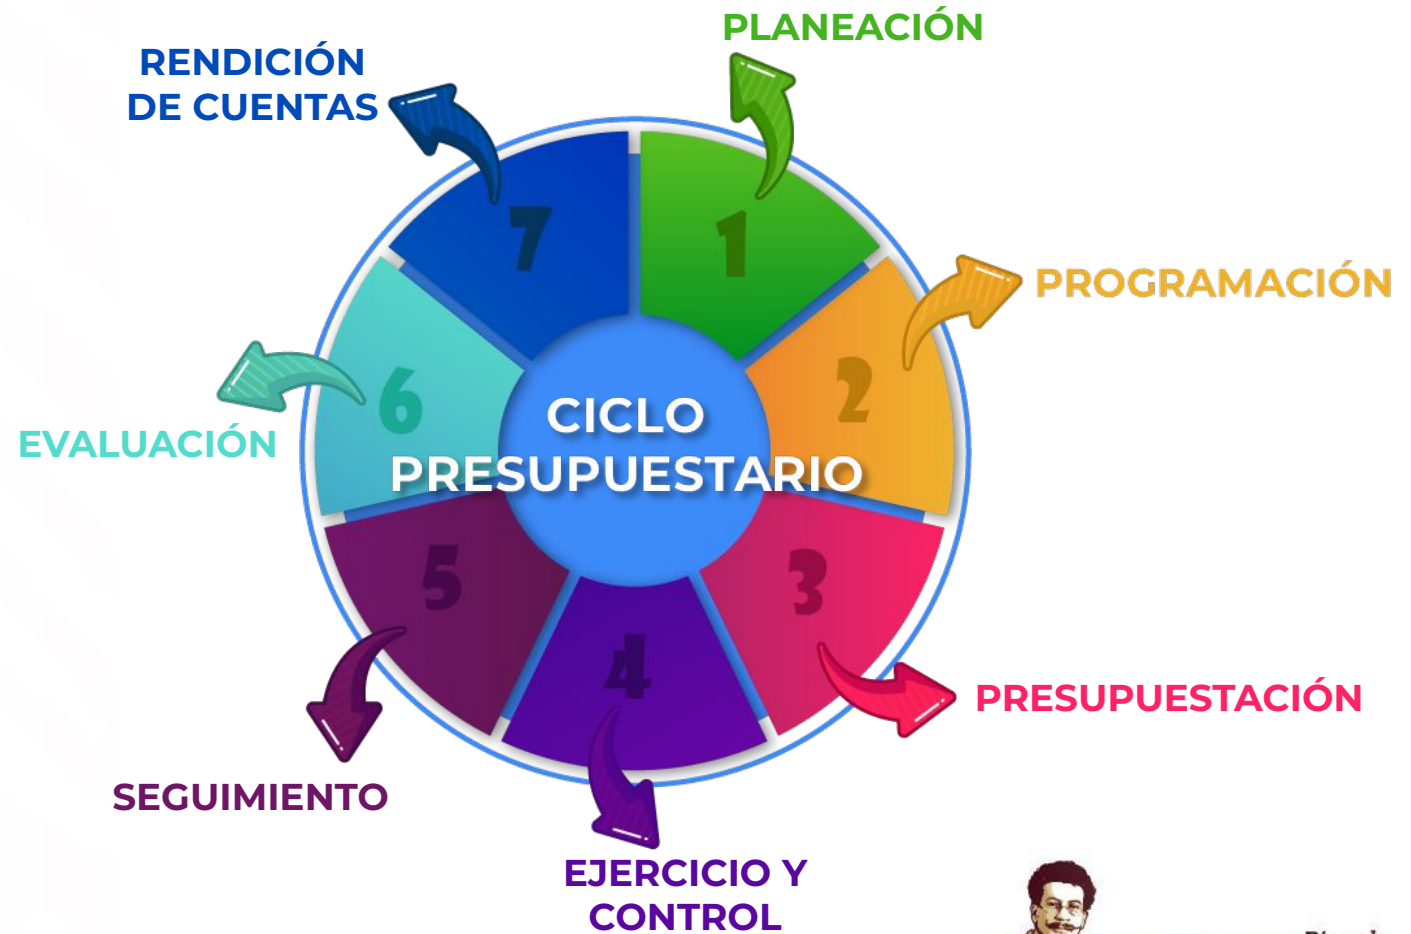 PLANEACIÓN
RENDICIÓN
DE CUENTAS
7
1
PROGRAMACIÓN
2
6
CICLO
PRESUPUESTARIO
EVALUACIÓN
5
3
4
PRESUPUESTACIÓN
SEGUIMIENTO
EJERCICIO Y
CONTROL